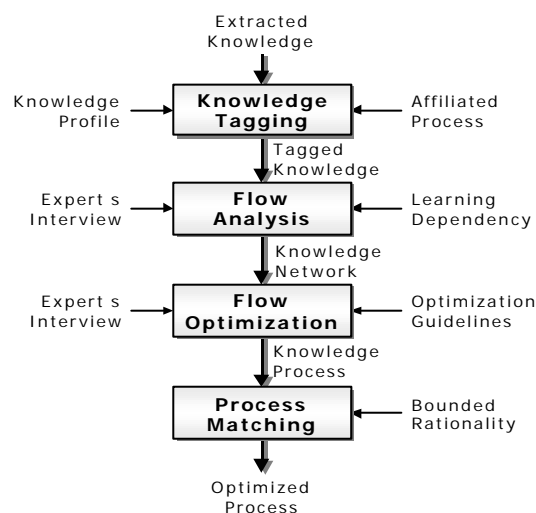 Extracted
Knowledge
Knowledge
Profile
Knowledge
Tagging
Affiliated
Process
Tagged
Knowledge
Expert s
Interview
Flow
Analysis
Learning
Dependency
Knowledge
Network
Expert s
Interview
Flow
Optimization
Optimization
Guidelines
Knowledge
Process
Process
Matching
Bounded
Rationality
Optimized
Process